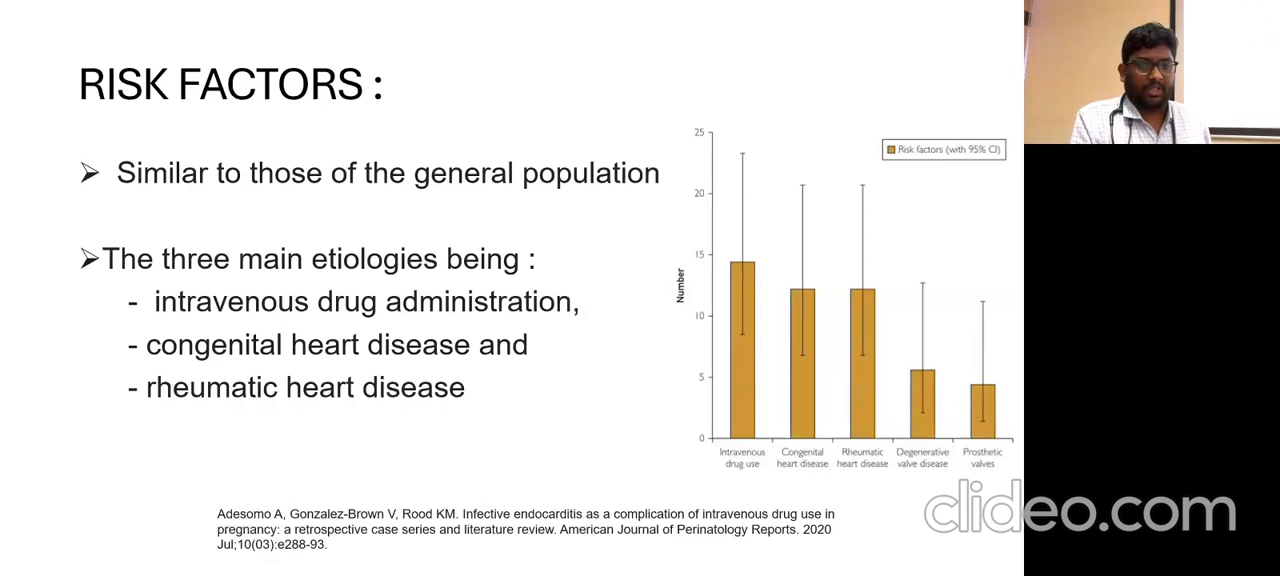 RISK FACTORS :
➢ Similar to those of the general population
➢The three main etiologies being :
- intravenous drug administration,
- congenital heart disease and
- rheumatic heart disease
25
20
15
10
5
0
Number
Risk factors (with 95% CI)
Intravenous
drug use
Congenital
heart disease
Rheumatic
heart disease
Degenerative
valve disease
Prosthetic
valves
Adesomo A, Gonzalez-Brown V, Rood KM. Infective endocarditis as a complication of intravenous drug use in
pregnancy: a retrospective case series and literature review. American Journal of Perinatology Reports. 2020
Jul;10(03):e288-93.
clideo.com